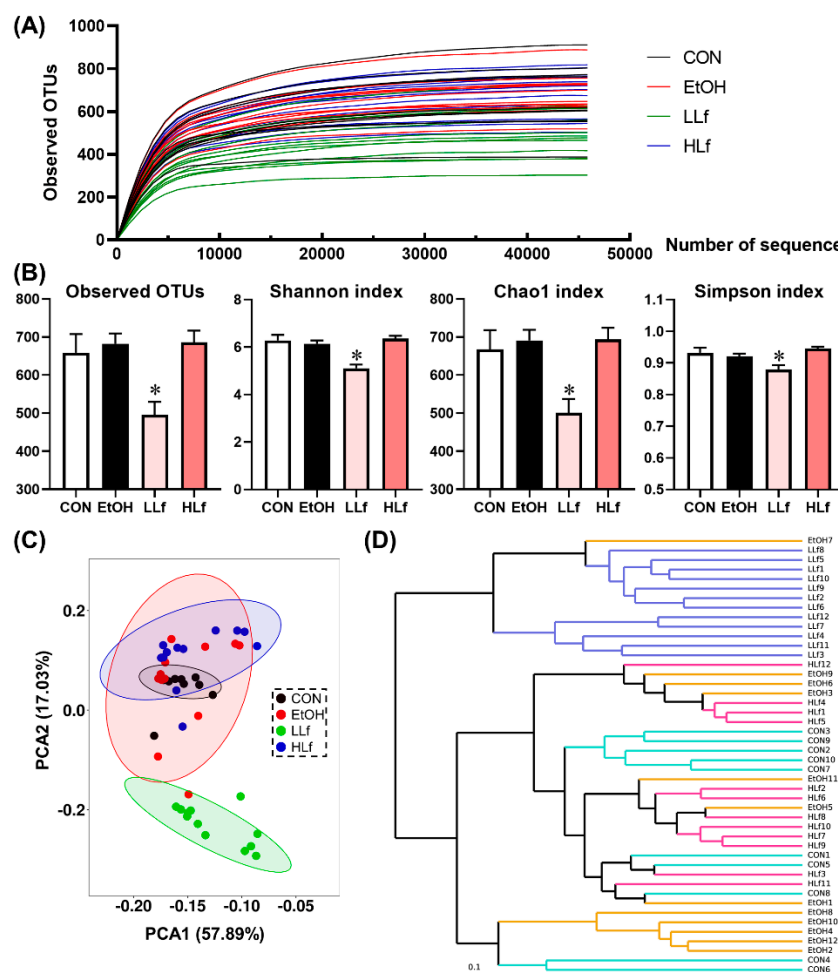 (A)
1000
800
600
400
200
0
Observed OTUs
0
10000
20000
30000
40000
50000
Number of sequence
CON
EtOH
LLf
HLf
(B)
Observed OTUs
800
700
600
500
400
300
CON EtOH LLf HLf
*
Shannon index
8
6
4
2
0
CON EtOH LLf HLf
*
Chao1 index
800
700
600
500
400
300
CON EtOH LLf HLf
*
Simpson index
1.1
1.0
0.9
0.8
0.7
0.6
0.5
CON EtOH LLf HLf
*
(C)
0.2
0.0
-0.2
PCA2 (17.03%)
-0.20
-0.15
-0.10
-0.05
PCA1 (57.89%)
CON
EtOH
LLf
HLf
(D)
EtOH7
LLf8
LLf5
LLf1
LLf10
LLf9
LLf2
LLf6
LLf12
LLf7
LLf4
LLf11
LLf3
HLf12
EtOH9
EtOH6
EtOH3
HLf4
HLf1
HLf5
CON3
CON9
CON2
CON10
CON7
EtOH11
HLf2
HLf6
EtOH5
HLf8
HLf10
HLf7
HLf9
CON1
CON5
HLf3
HLf11
CON8
EtOH1
EtOH8
EtOH10
EtOH4
EtOH12
EtOH2
CON4
CON6
0.1